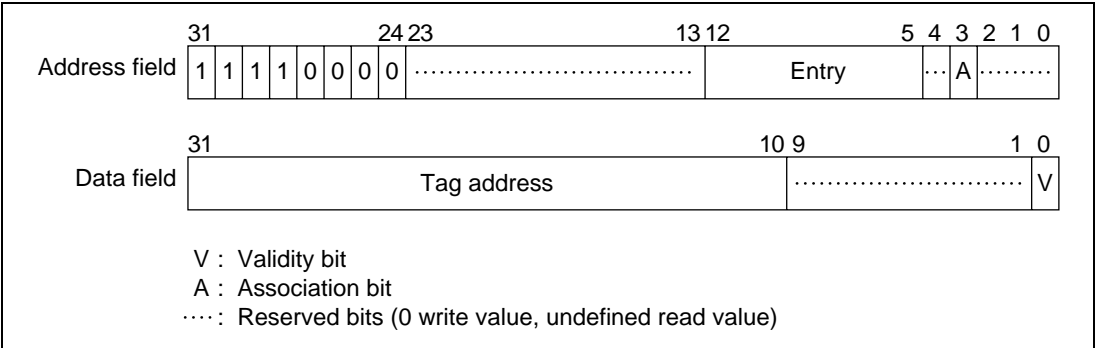 31 24 23 13 12 5 4 3 2 1 0
Address field 1 1 1 1 0 0 0 0 ................................. Entry ... A .........
31 10 9 1 0
Data field Tag address ............................ V
V : Validity bit
A : Association bit
···· : Reserved bits (0 write value, undefined read value)